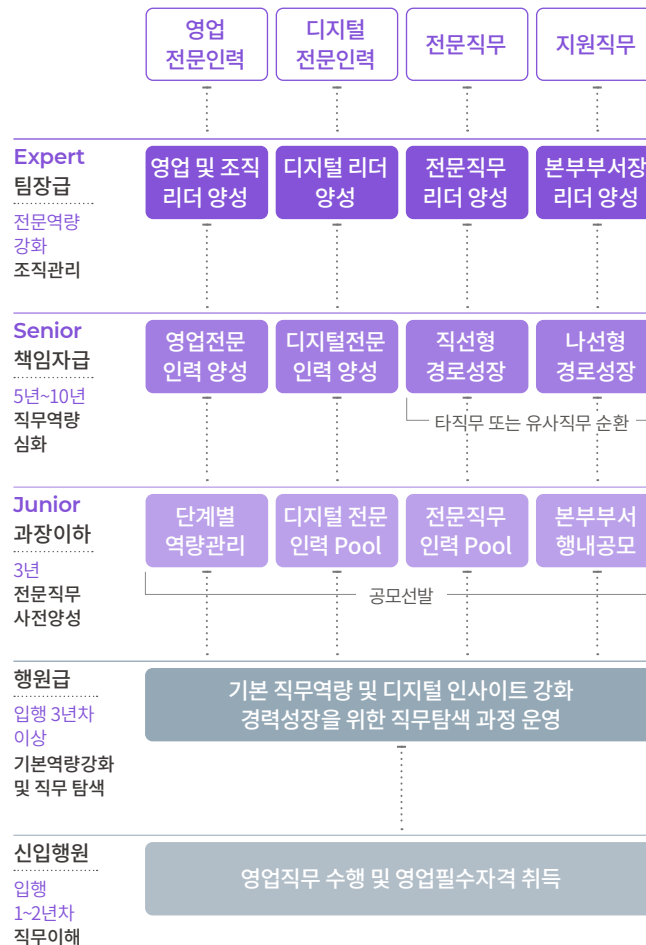 영업
전문인력
디지털
전문인력
전문직무
지원직무
Expert
팀장급
전문역량
강화
조직관리
영업 및 조직
리더 양성
디지털 리더
양성
전문직무
리더 양성
본부부서장
리더 양성
Senior
책임자급
5년~10년
직무역량
심화
영업전문
인력 양성
디지털전문
인력 양성
직선형
경로성장
나선형
경로성장
타직무 또는 유사직무 순환
Junior
과장이하
3년
전문직무
사전양성
단계별
역량관리
디지털 전문
인력 Pool
전문직무
인력 Pool
본부부서
행내공모
공모선발
행원급
입행 3년차
이상
기본역량강화
및 직무 탐색
기본 직무역량 및 디지털 인사이트 강화
경력성장을 위한 직무탐색 과정 운영
신입행원
입행
1~2년차
직무이해
영업직무 수행 및 영업필수자격 취득